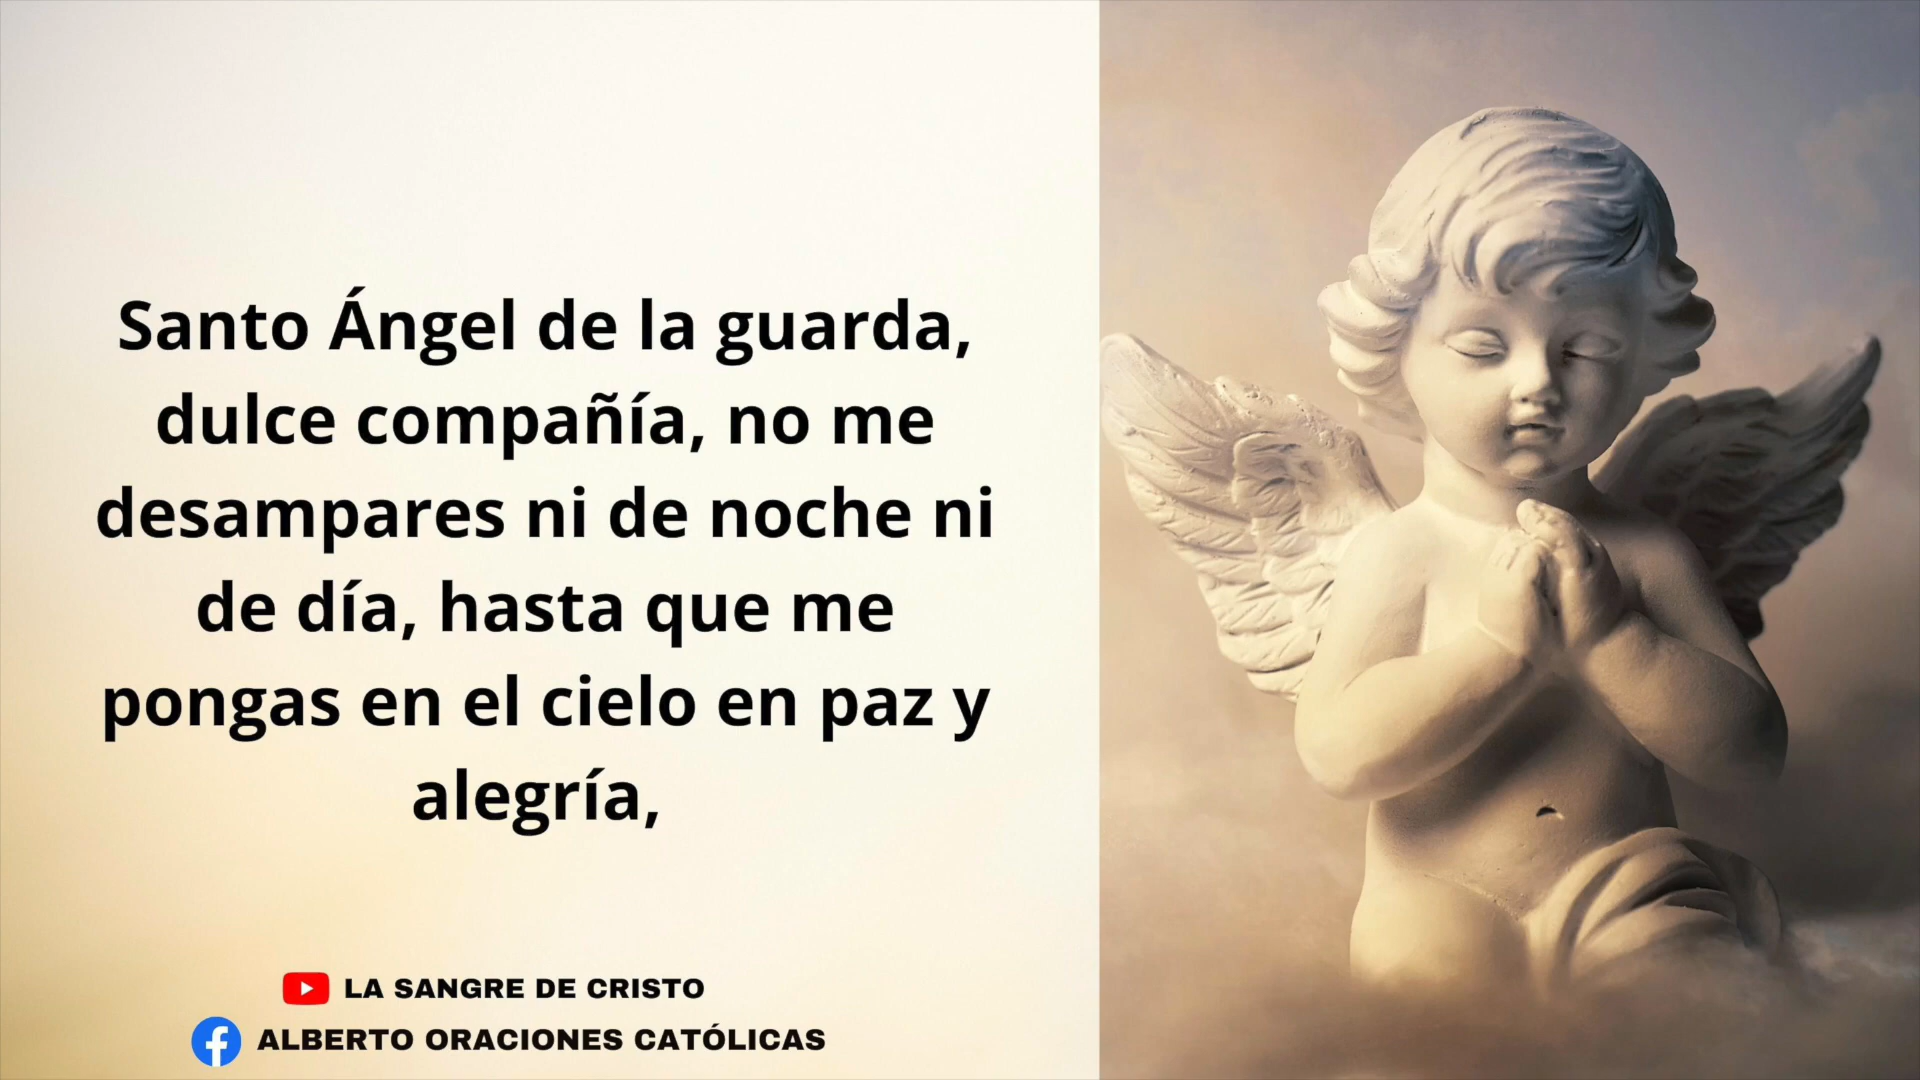 Santo Ángel de la guarda,
dulce compañía, no me
desampares ni de noche ni
de día, hasta que me
pongas en el cielo en paz y
alegría,
LA SANGRE DE CRISTO
ALBERTO ORACIONES CATÓLICAS